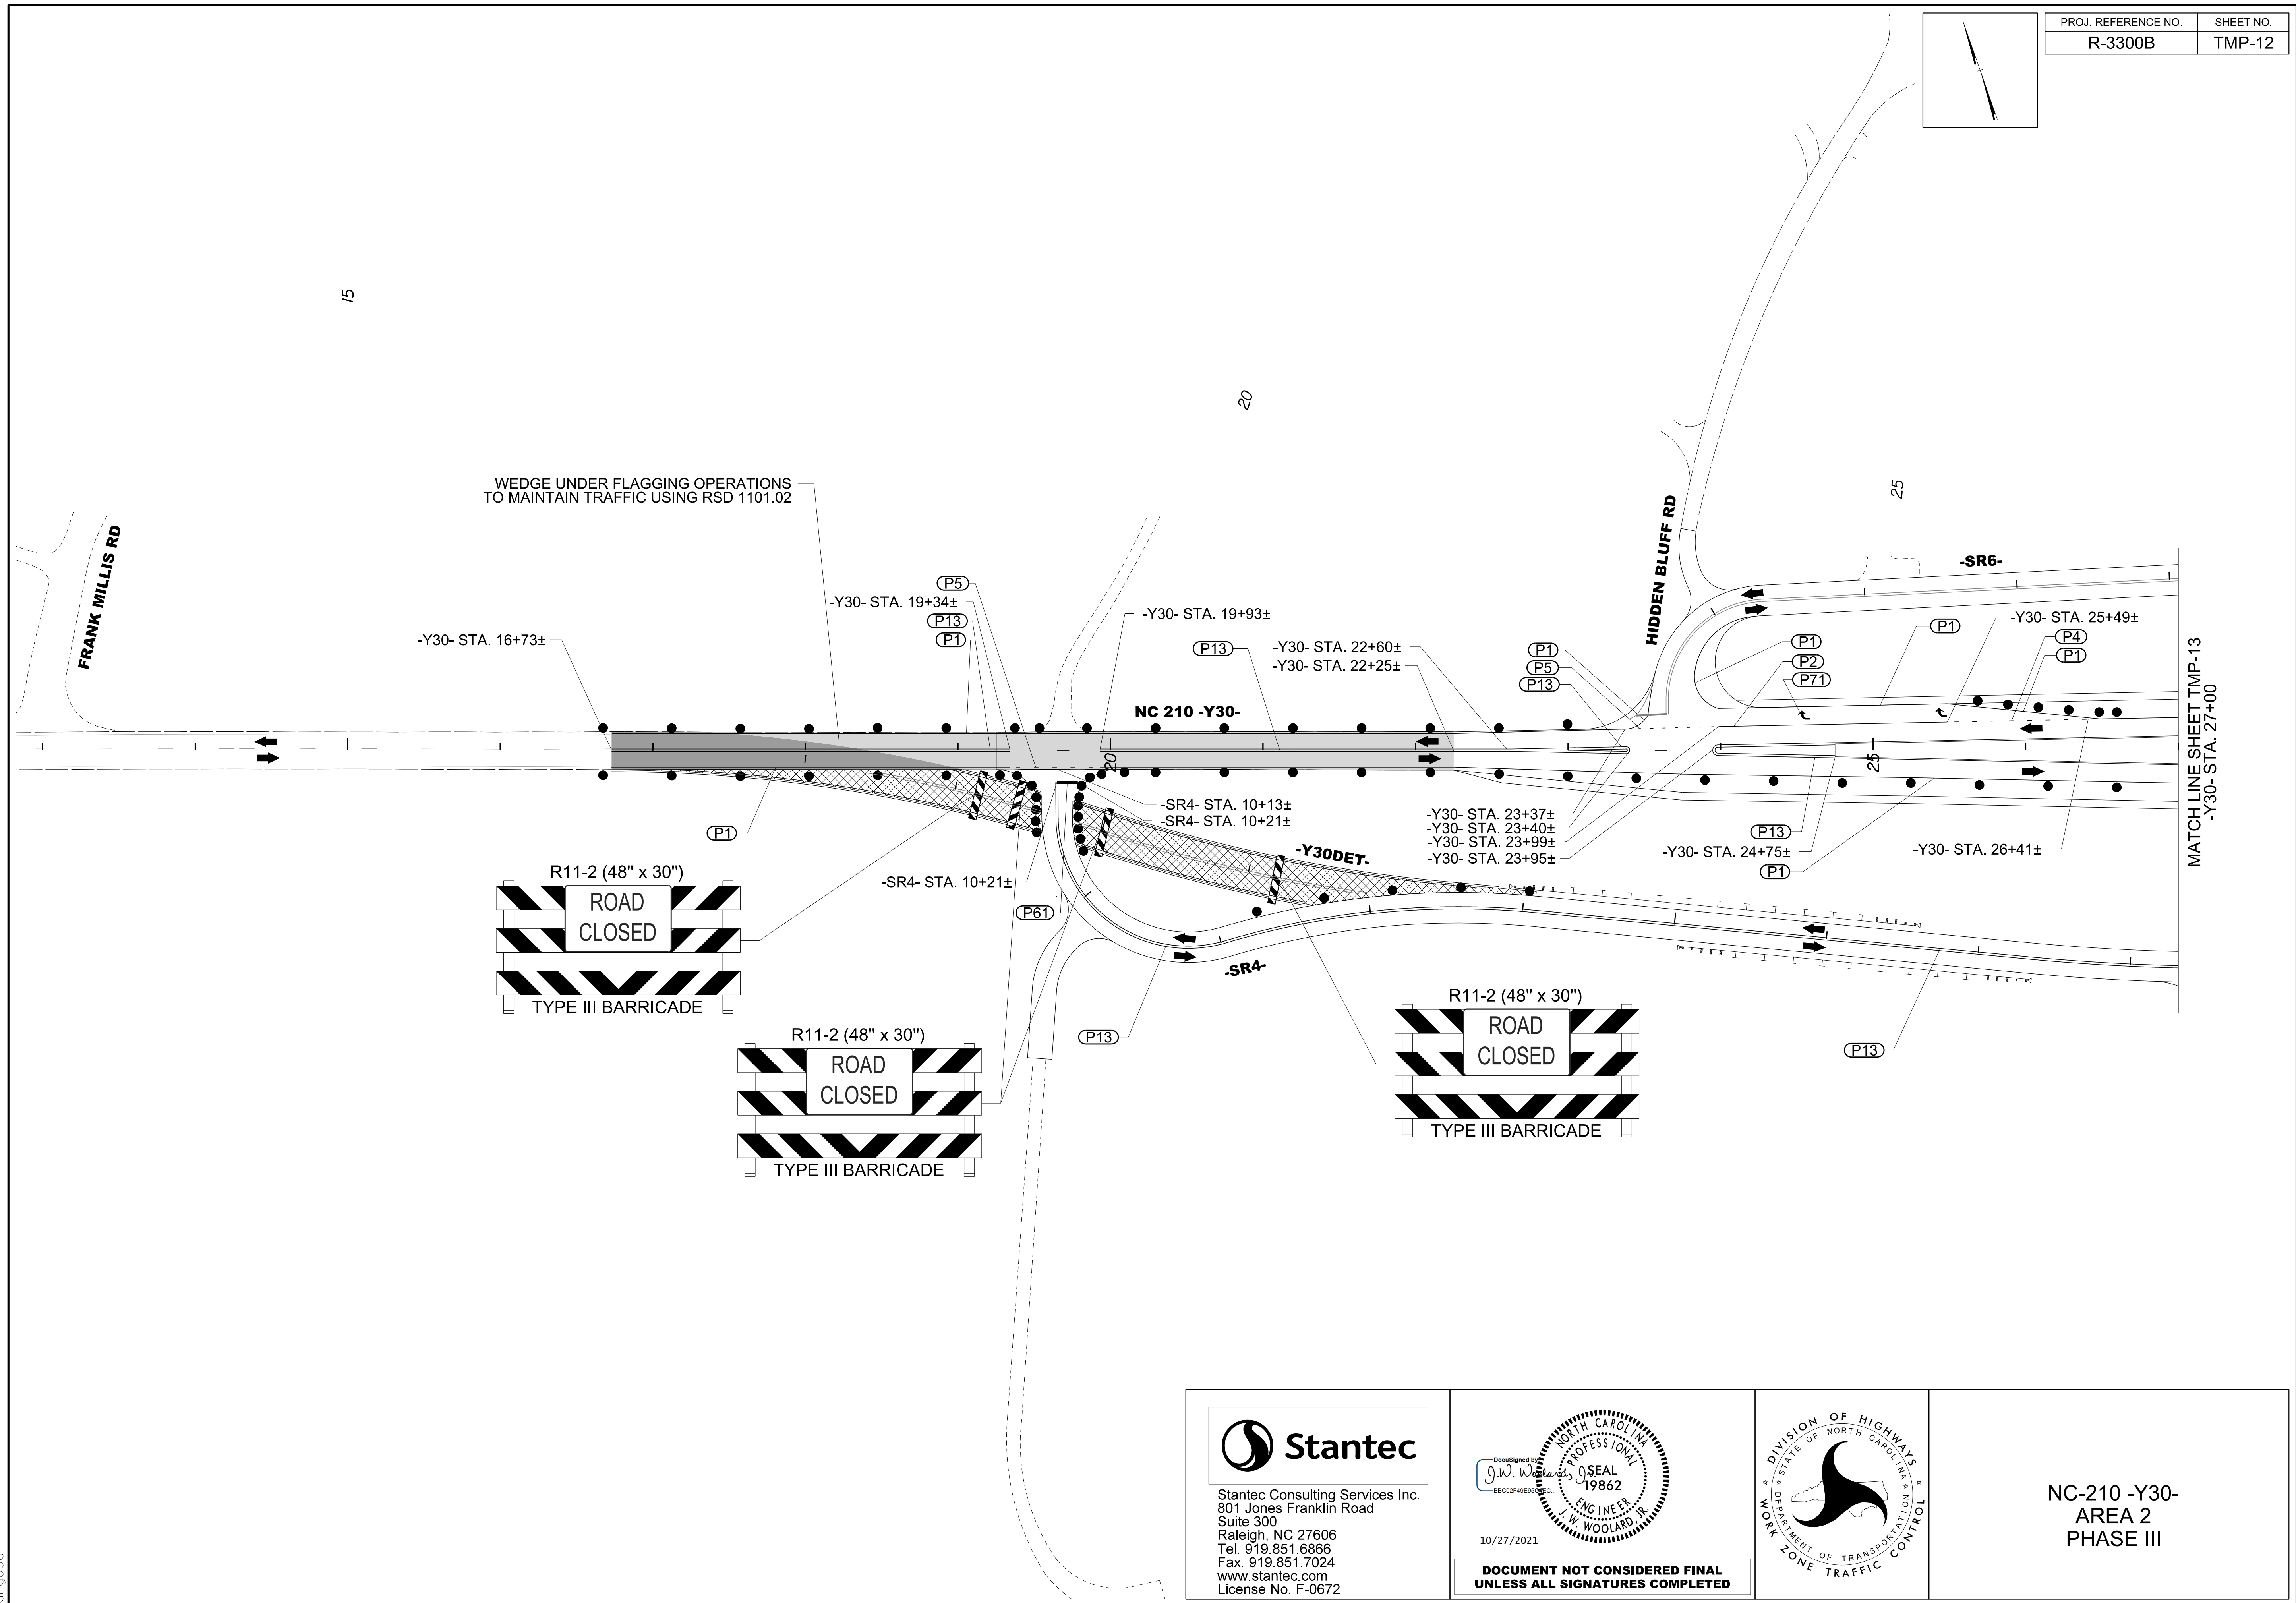 PROJ. REFERENCE NO.
SHEET NO.
R-3300B
TMP-12
15
20
25
WEDGE UNDER FLAGGING OPERATIONS
TO MAINTAIN TRAFFIC USING RSD 1101.02
FRANK MILLIS RD
HIDDEN BLUFF RD
-SR6-
P5
-Y30- STA. 19+34±
P13
P1
-Y30- STA. 16+73±
-Y30- STA. 19+93±
P13
-Y30- STA. 22+60±
-Y30- STA. 22+25±
P1
P5
P13
P1
P2
P71
P1
-Y30- STA. 25+49±
P4
P1
MATCH LINE SHEET TMP-13
-Y30- STA. 27+00
NC 210 -Y30-
20
25
P1
-SR4- STA. 10+13±
-SR4- STA. 10+21±
-Y30- STA. 23+37±
-Y30- STA. 23+40±
-Y30- STA. 23+99±
-Y30- STA. 23+95±
P13
-Y30- STA. 24+75±
P1
-Y30- STA. 26+41±
-Y30DET-
-SR4- STA. 10+21±
P61
-SR4-
P13
P13
R11-2 (48" x 30")
ROAD
CLOSED
TYPE III BARRICADE
R11-2 (48" x 30")
ROAD
CLOSED
TYPE III BARRICADE
R11-2 (48" x 30")
ROAD
CLOSED
TYPE III BARRICADE
Stantec
Stantec Consulting Services Inc.
801 Jones Franklin Road
Suite 300
Raleigh, NC 27606
Tel. 919.851.6866
Fax. 919.851.7024
www.stantec.com
License No. F-0672
DocuSigned by
J.W. Woolard, Jr.
NORTH CAROLINA
PROFESSIONAL
SEAL
19862
ENGINEER
J. W. WOOLARD, JR.
10/27/2021
DOCUMENT NOT CONSIDERED FINAL
UNLESS ALL SIGNATURES COMPLETED
DIVISION OF HIGHWAYS
STATE OF NORTH CAROLINA
DEPARTMENT OF TRANSPORTATION
WORK ZONE TRAFFIC CONTROL
NC-210 -Y30-
AREA 2
PHASE III